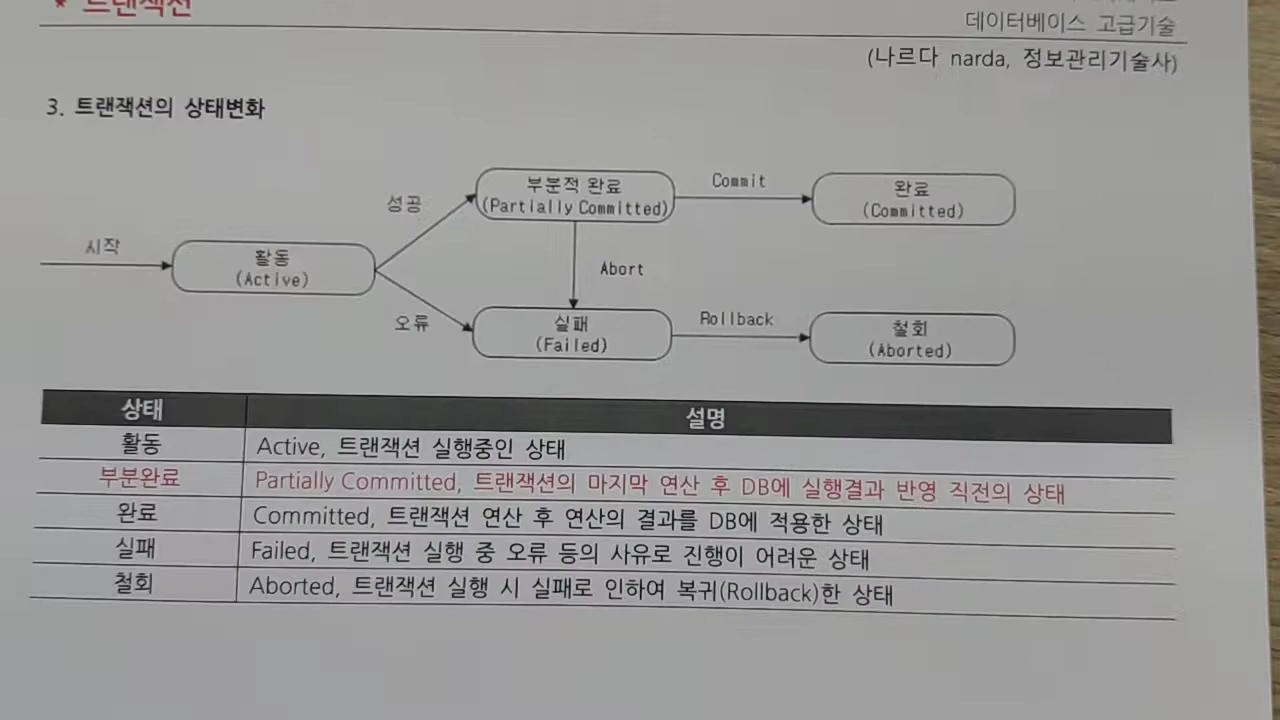 * 트랜잭션
데이터베이스 고급기술
(나르다 narda, 정보관리기술사)
3. 트랜잭션의 상태변화
시작
활동
(Active)
성공
오류
부분적 완료
(Partially Committed)
Commit
완료
(Committed)
Abort
실패
(Failed)
Rollback
철회
(Aborted)
상태 설명
활동 Active, 트랜잭션 실행중인 상태
부분완료 Partially Committed, 트랜잭션의 마지막 연산 후 DB에 실행결과 반영 직전의 상태
완료 Committed, 트랜잭션 연산 후 연산의 결과를 DB에 적용한 상태
실패 Failed, 트랜잭션 실행 중 오류 등의 사유로 진행이 어려운 상태
철회 Aborted, 트랜잭션 실행 시 실패로 인하여 복귀(Rollback)한 상태